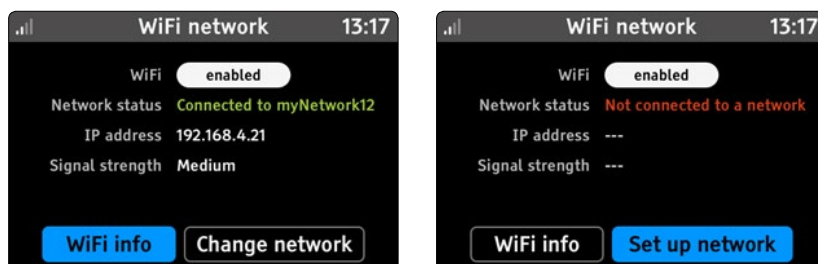 WiFi network 13:17
WiFi enabled
Network status Connected to myNetwork12
IP address 192.168.4.21
Signal strength Medium
WiFi info Change network
WiFi network 13:17
WiFi enabled
Network status Not connected to a network
IP address ---
Signal strength ---
WiFi info Set up network